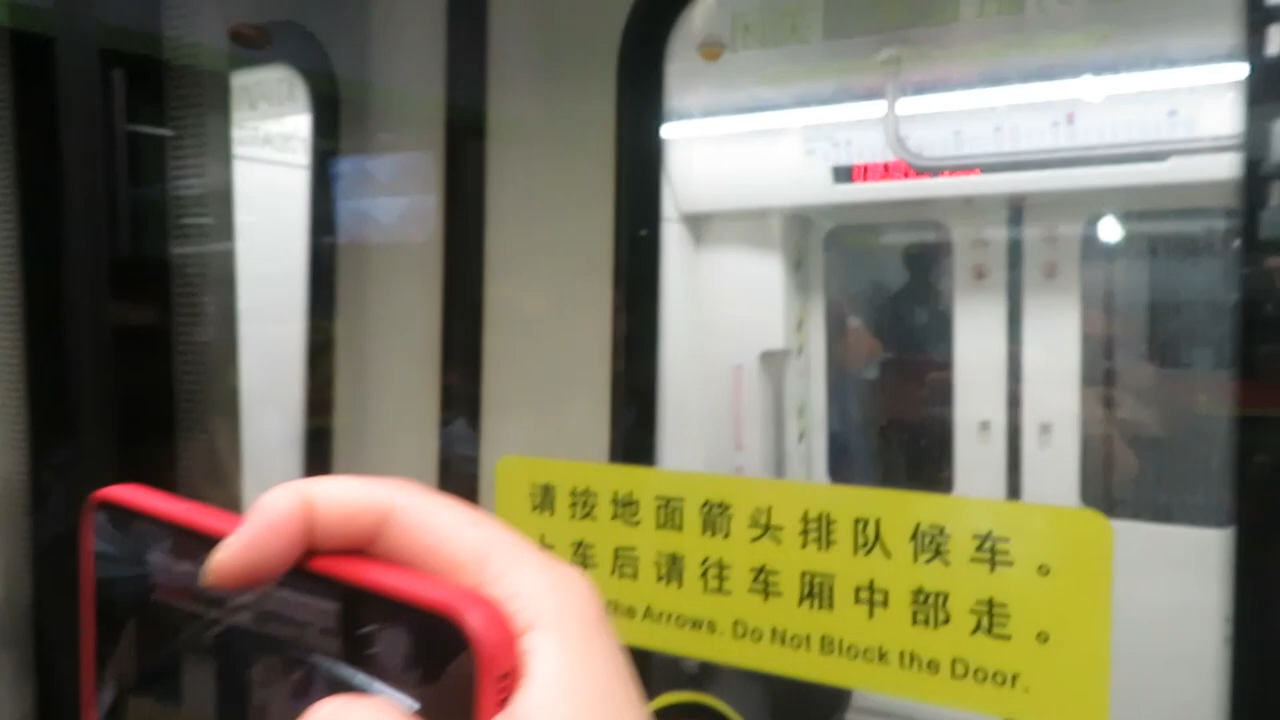 请按地面箭头排队候车。
上车后请往车厢中部走。
the Arrows. Do Not Block the Door.